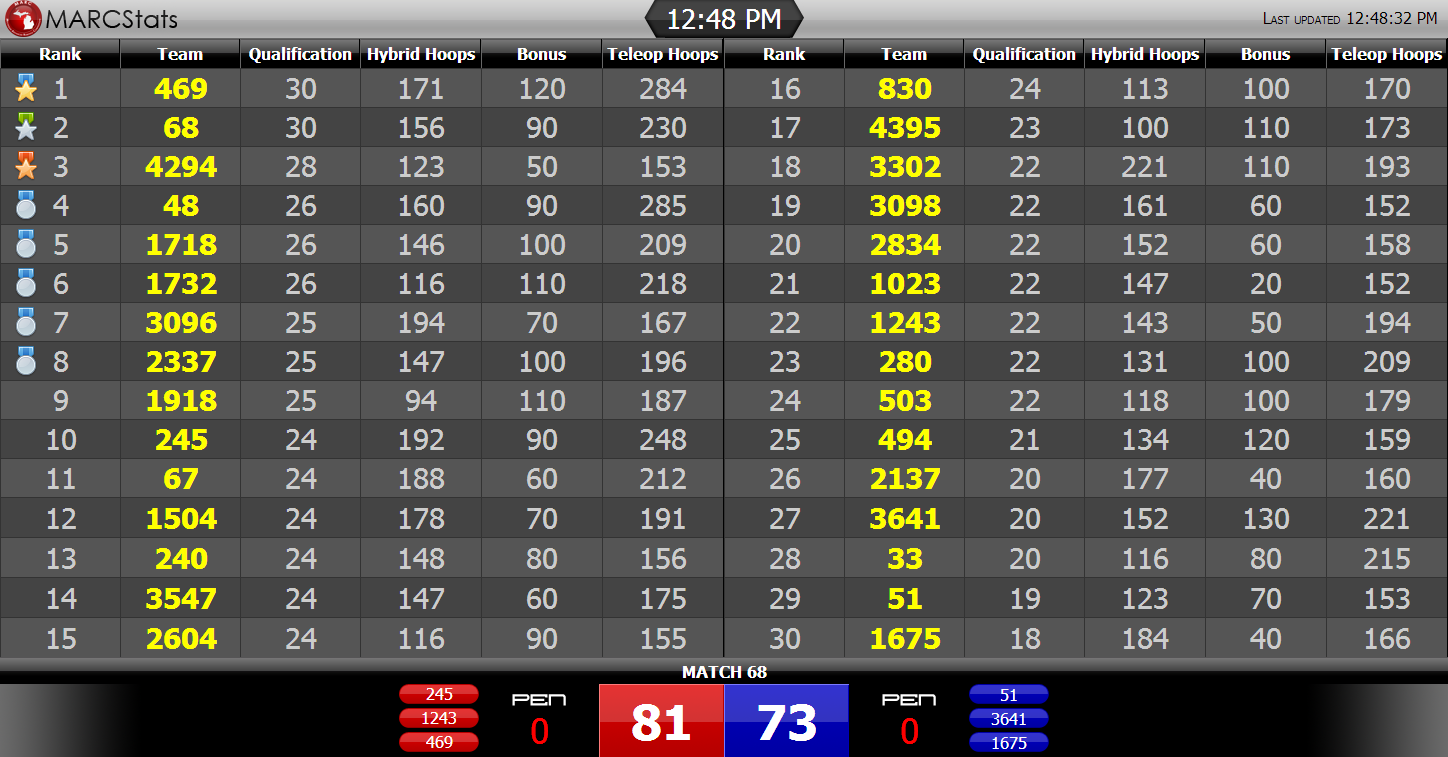 MARC
MARCStats
12:48 PM
Last updated 12:48:32 PM
Rank Team Qualification Hybrid Hoops Bonus Teleop Hoops Rank Team Qualification Hybrid Hoops Bonus Teleop Hoops
1 469 30 171 120 284 16 830 24 113 100 170
2 68 30 156 90 230 17 4395 23 100 110 173
3 4294 28 123 50 153 18 3302 22 221 110 193
4 48 26 160 90 285 19 3098 22 161 60 152
5 1718 26 146 100 209 20 2834 22 152 60 158
6 1732 26 116 110 218 21 1023 22 147 20 152
7 3096 25 194 70 167 22 1243 22 143 50 194
8 2337 25 147 100 196 23 280 22 131 100 209
9 1918 25 94 110 187 24 503 22 118 100 179
10 245 24 192 90 248 25 494 21 134 120 159
11 67 24 188 60 212 26 2137 20 177 40 160
12 1504 24 178 70 191 27 3641 20 152 130 221
13 240 24 148 80 156 28 33 20 116 80 215
14 3547 24 147 60 175 29 51 19 123 70 153
15 2604 24 116 90 155 30 1675 18 184 40 166
MATCH 68
245 PEN 81 73 PEN 51
1243 0 0 3641
469 1675